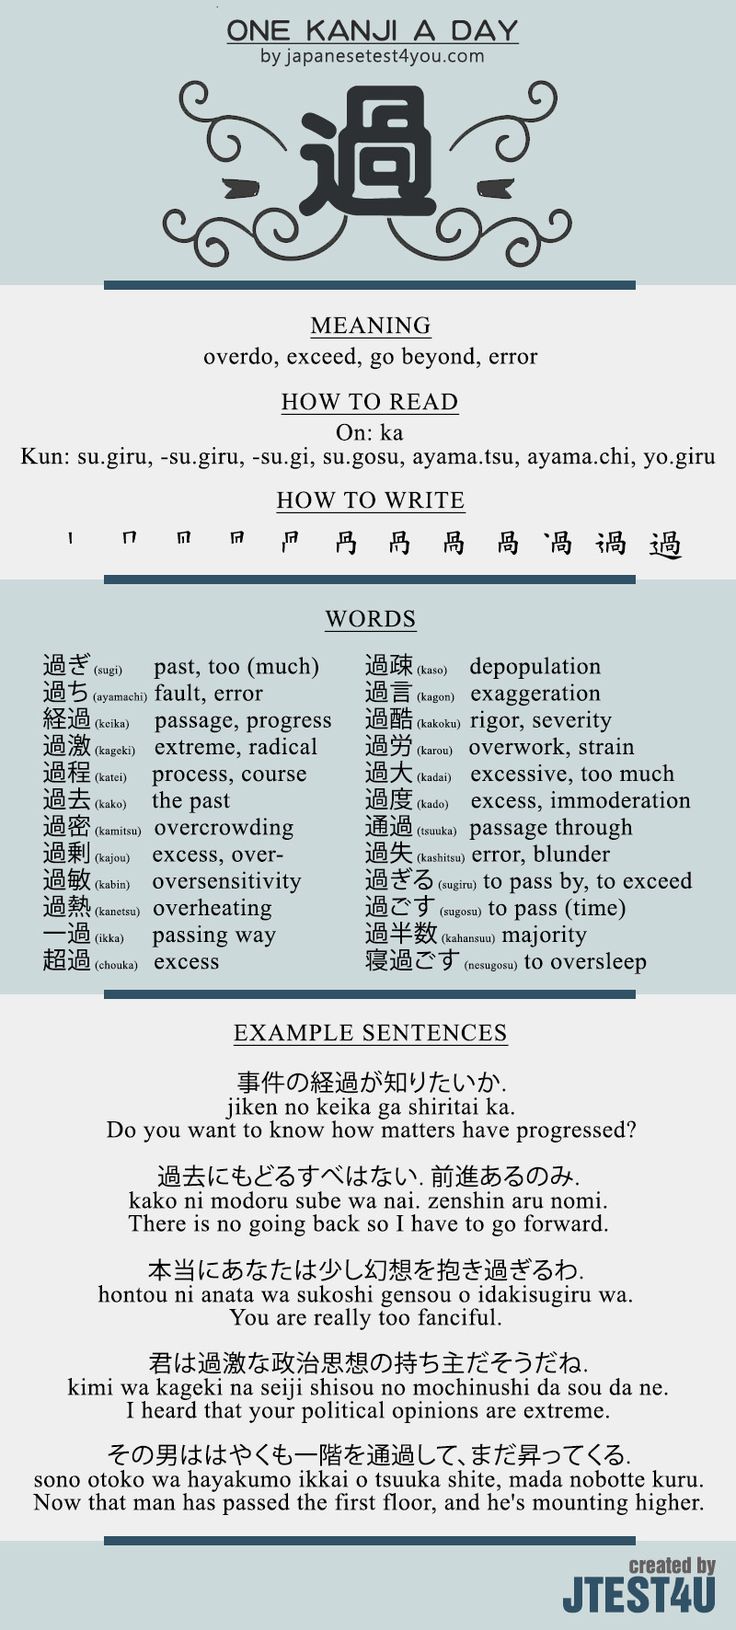 ONE KANJI A DAY
by japanesetest4you.com
過
MEANING
overdo, exceed, go beyond, error
HOW TO READ
On: ka
Kun: su.giru, -su.giru, -su.gi, su.gosu, ayama.tsu, ayama.chi, yo.giru
HOW TO WRITE
過
WORDS
過ぎ (sugi) past, too (much)
過ち (ayamachi) fault, error
経過 (keika) passage, progress
過激 (kageki) extreme, radical
過程 (katei) process, course
過去 (kako) the past
過密 (kamitsu) overcrowding
過剰 (kajou) excess, over-
過敏 (kabin) oversensitivity
過熱 (kanetsu) overheating
一過 (ikka) passing way
超過 (chouka) excess
過疎 (kaso) depopulation
過言 (kagon) exaggeration
過酷 (kakoku) rigor, severity
過労 (karou) overwork, strain
過大 (kadai) excessive, too much
過度 (kado) excess, immoderation
通過 (tsuuka) passage through
過失 (kashitsu) error, blunder
過ぎる (sugiru) to pass by, to exceed
過ごす (sugosu) to pass (time)
過半数 (kahansuu) majority
寝過ごす (nesugosu) to oversleep
EXAMPLE SENTENCES
事件の経過が知りたいか.
jiken no keika ga shiritai ka.
Do you want to know how matters have progressed?
過去にもどるすべはない. 前進あるのみ.
kako ni modoru sube wa nai. zenshin aru nomi.
There is no going back so I have to go forward.
本当にあなたは少し幻想を抱き過ぎるわ.
hontou ni anata wa sukoshi gensou o idakisugiru wa.
You are really too fanciful.
君は過激な政治思想の持ち主だそうだね.
kimi wa kageki na seiji shisou no mochinushi da sou da ne.
I heard that your political opinions are extreme.
その男ははやくも一階を通過して、まだ昇ってくる.
sono otoko wa hayakumo ikkai o tsuuka shite, mada nobotte kuru.
Now that man has passed the first floor, and he's mounting higher.
created by
JTEST4U